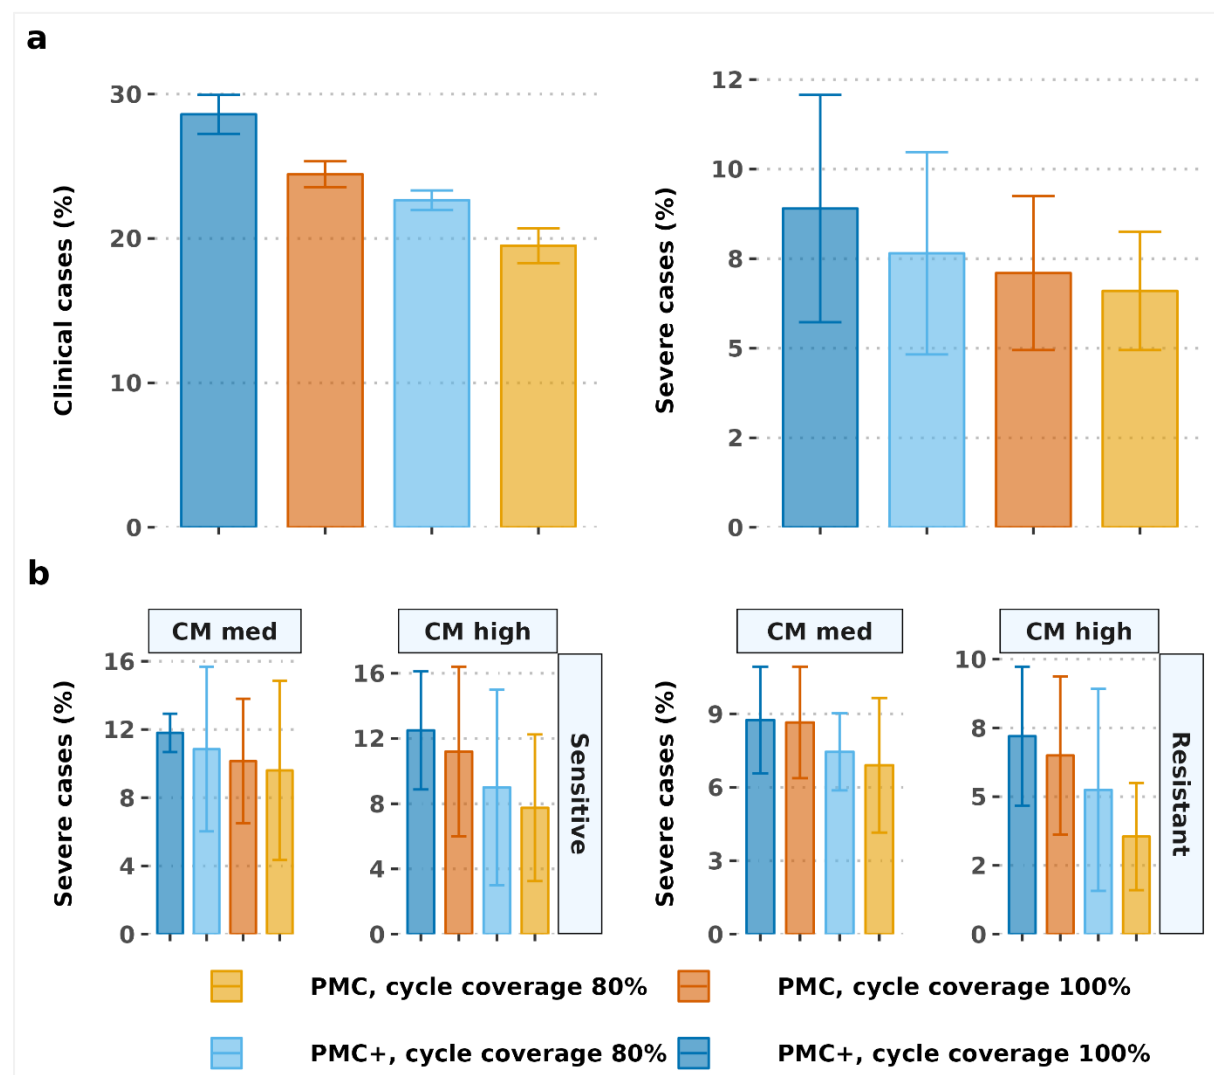 a
Clinical cases (%)
30
20
10
0
Severe cases (%)
12
10
8
5
2
0
b
CM med
CM high
CM med
CM high
Severe cases (%)
16
12
8
4
0
16
12
8
4
0
Sensitive
Severe cases (%)
9
6
3
0
10
8
5
2
0
Resistant
PMC, cycle coverage 80%
PMC, cycle coverage 100%
PMC+, cycle coverage 80%
PMC+, cycle coverage 100%